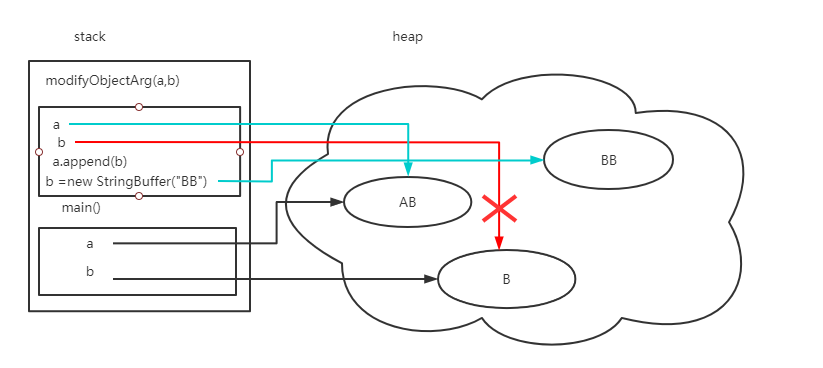 stack
heap
modifyObjectArg(a,b)
a
b
a.append(b)
b =new StringBuffer("BB")
main()
a
b
BB
AB
B